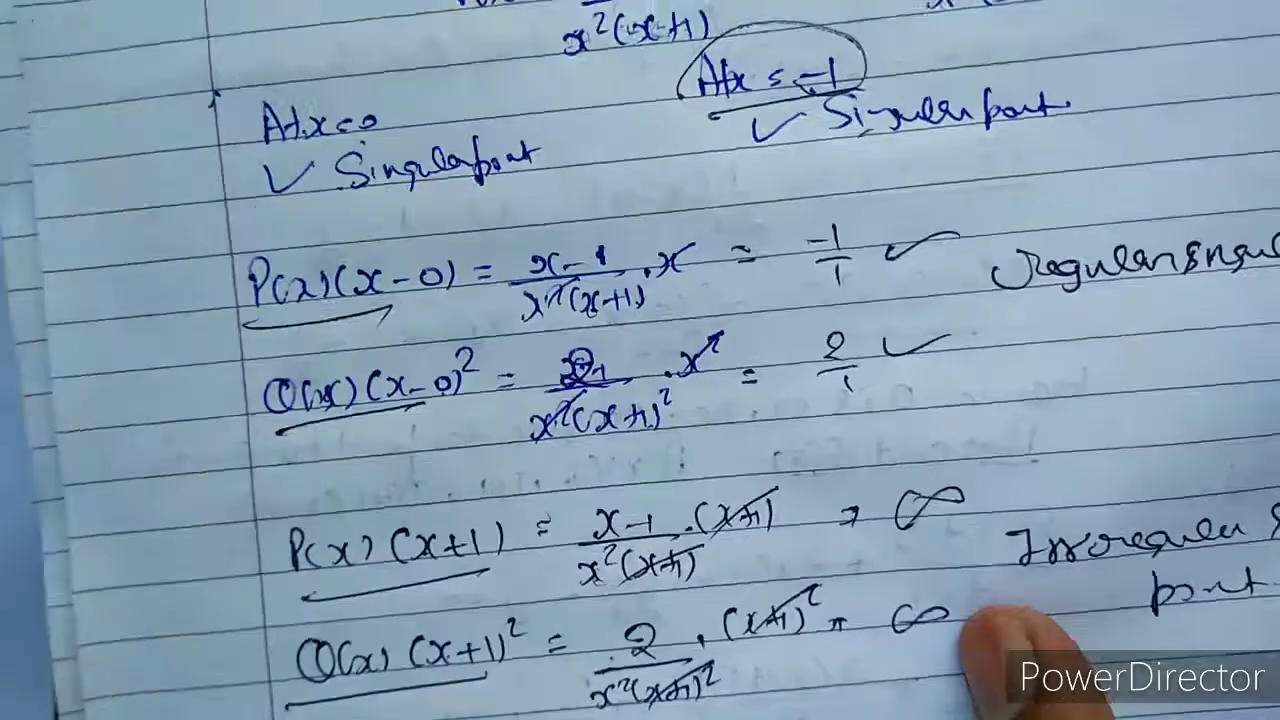 x²(x+1)
At x = -1
At x=0
✓ Singular point
✓ Singular point
P(x)(x-0) = x-1 / x²(x+1) . x = -1/1 ✓ Regular singul
Q(x)(x-0)² = 2 / x²(x+1)² . x² = 2/1 ✓
P(x)(x+1) = x-1 / x²(x+1) . (x+1) = ∞
Irregular S
point
Q(x)(x+1)² = 2 / x²(x+1)² . (x+1)² = ∞
PowerDirector